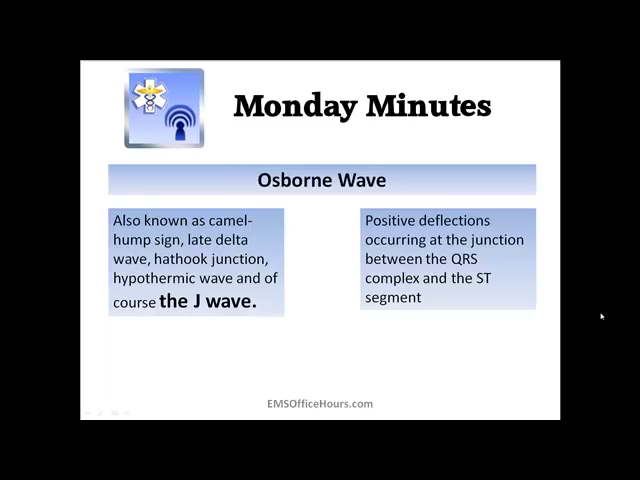 Monday Minutes
Osborne Wave
Also known as camel-
hump sign, late delta
wave, hathook junction,
hypothermic wave and of
course the J wave.
Positive deflections
occurring at the junction
between the QRS
complex and the ST
segment
EMSOfficeHours.com